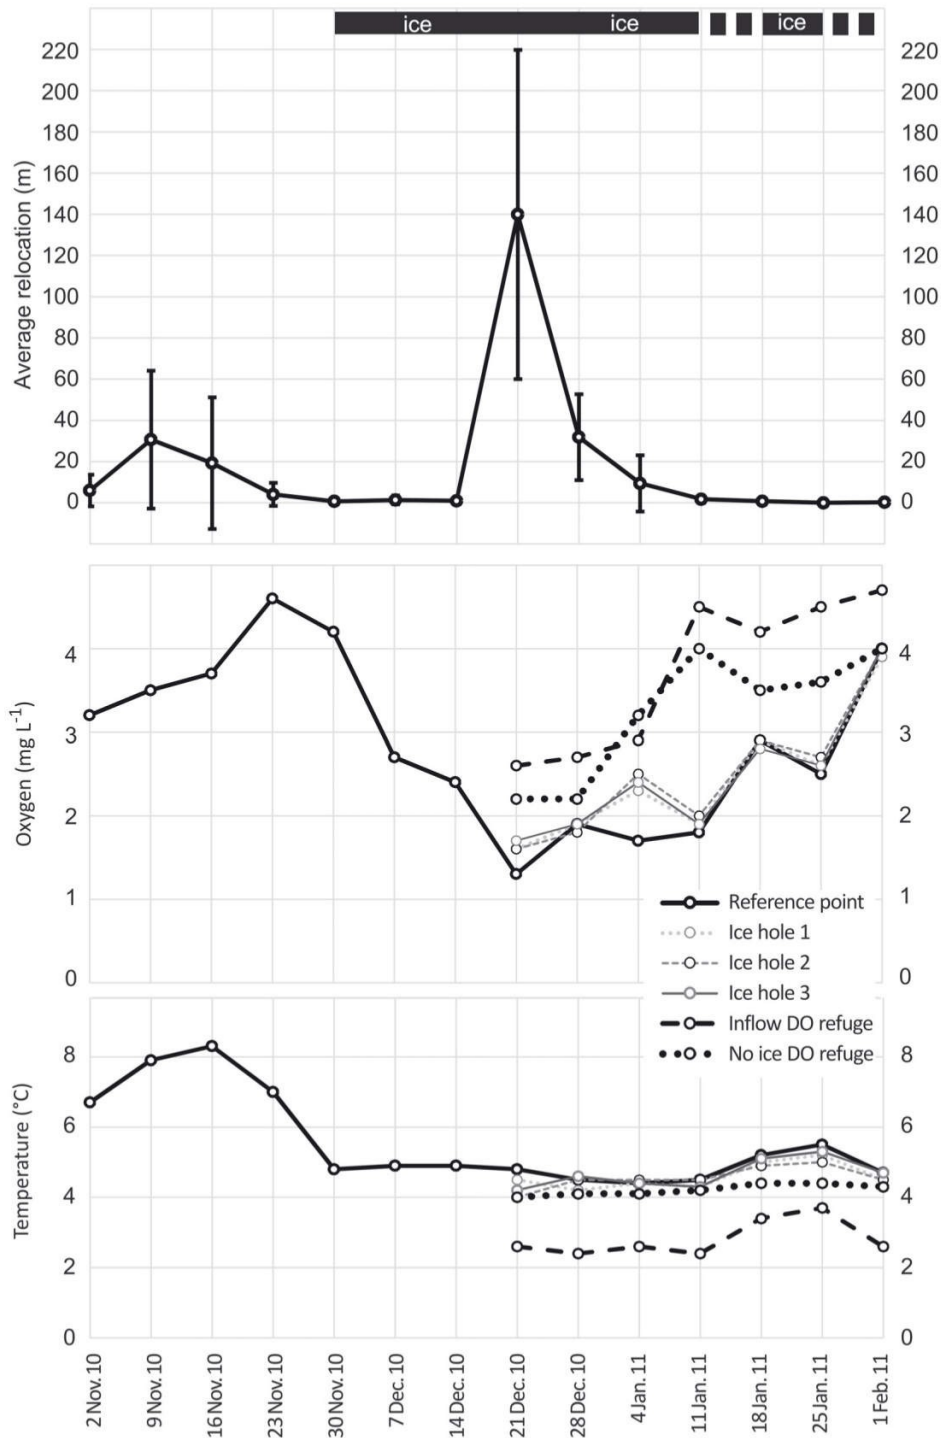 ice ice ice
220 220
200 200
180 180
160 160
140 140
120 120
100 100
80 80
60 60
40 40
20 20
0 0
Average relocation (m)
4 4
3 3
2 2
1 1
0 0
Oxygen (mg L-1)
Reference point
Ice hole 1
Ice hole 2
Ice hole 3
Inflow DO refuge
No ice DO refuge
8 8
6 6
4 4
2 2
0 0
Temperature (°C)
2 Nov. 10
9 Nov. 10
16 Nov. 10
23 Nov. 10
30 Nov. 10
7 Dec. 10
14 Dec. 10
21 Dec. 10
28 Dec. 10
4 Jan. 11
11 Jan. 11
18 Jan. 11
25 Jan. 11
1 Feb. 11